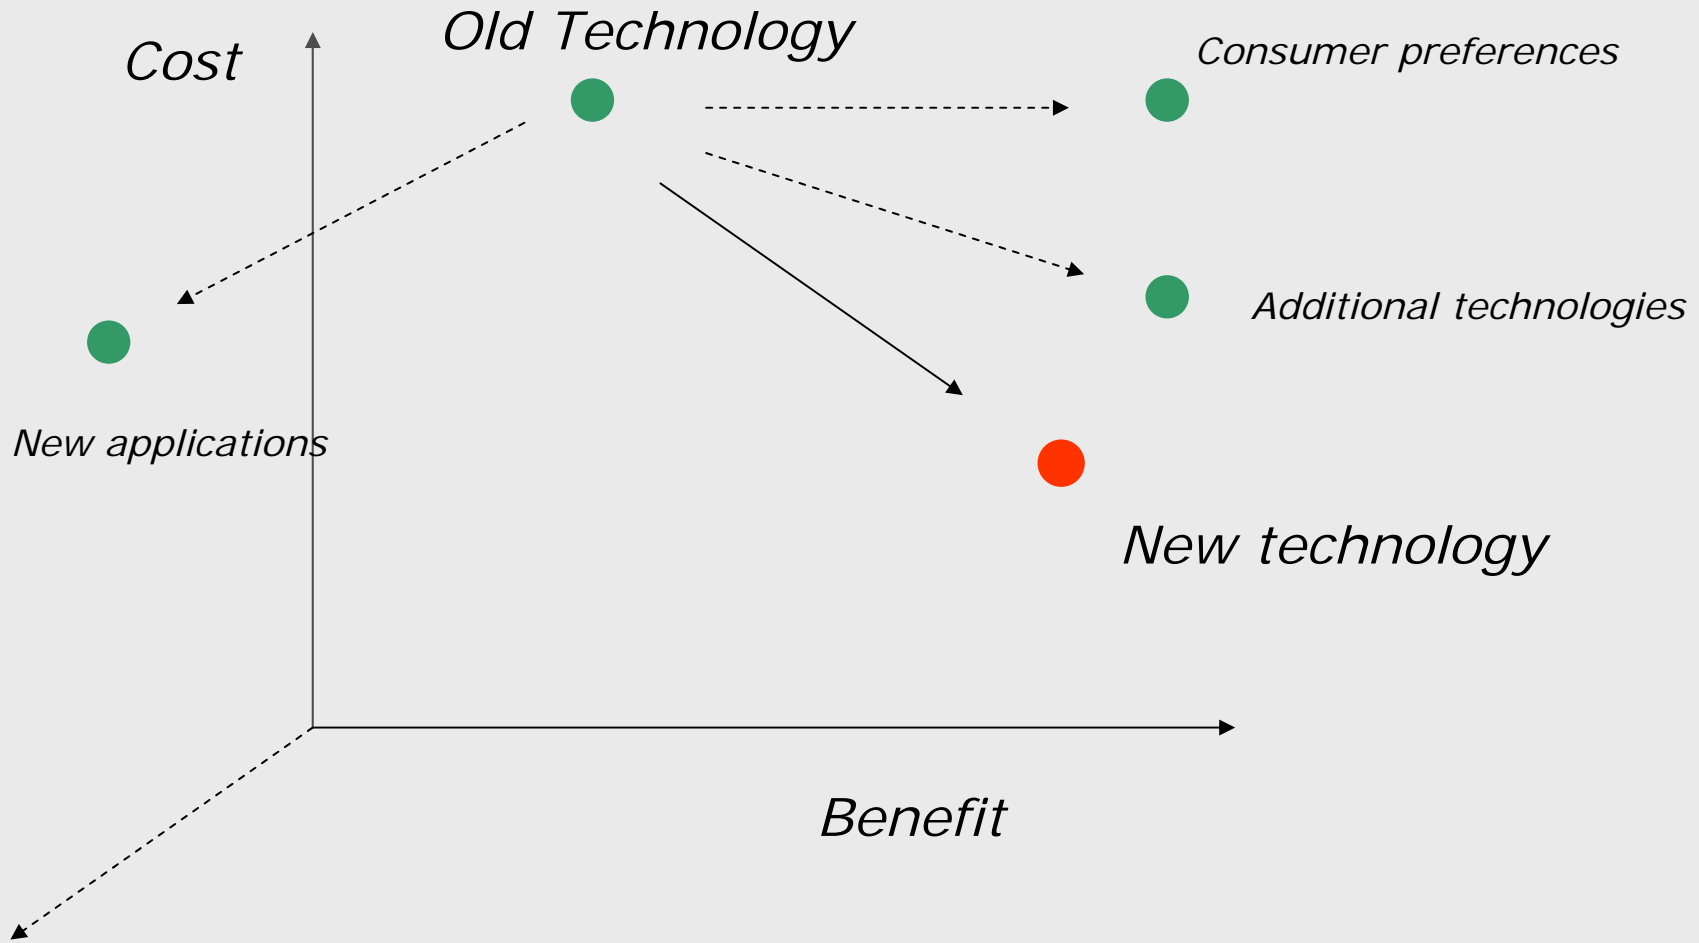 Old Technology
Cost
Consumer preferences
Additional technologies
New applications
New technology
Benefit